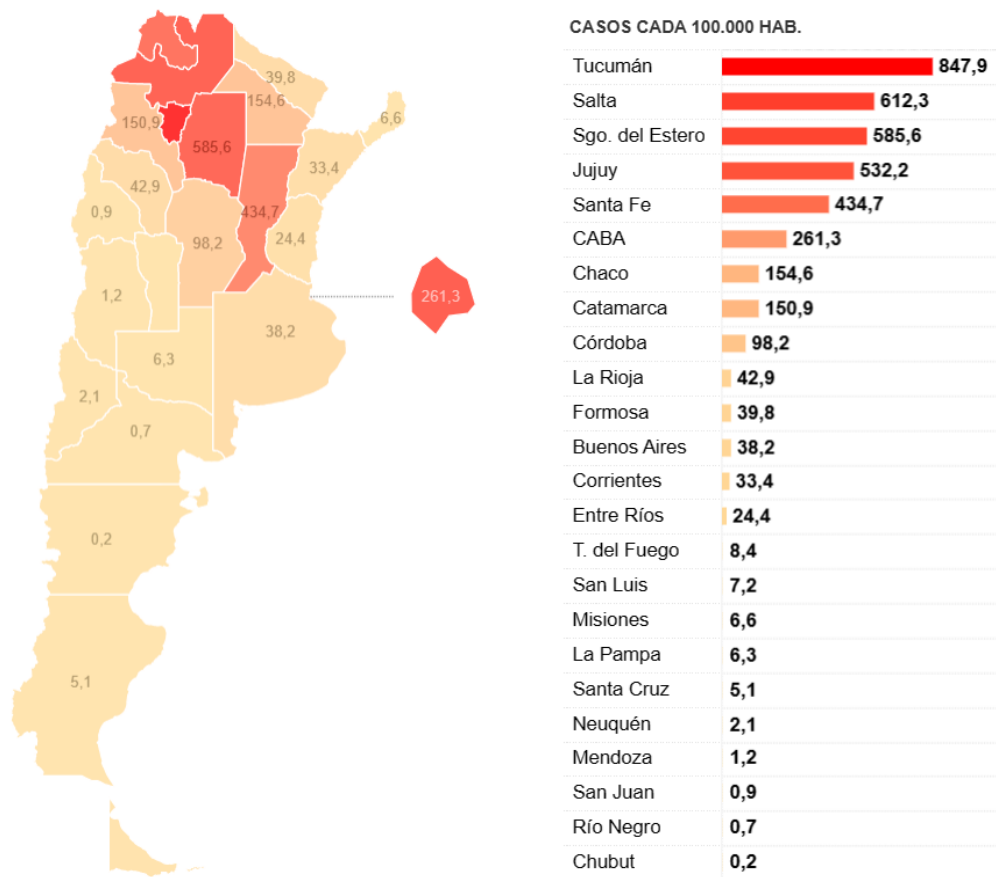 39,8
154,6
6,6
150,9
585,6
33,4
42,9
0,9
434,7
24,4
98,2
1,2
261,3
38,2
6,3
2,1
0,7
0,2
5,1
CASOS CADA 100.000 HAB.
Tucumán 847,9
Salta 612,3
Sgo. del Estero 585,6
Jujuy 532,2
Santa Fe 434,7
CABA 261,3
Chaco 154,6
Catamarca 150,9
Córdoba 98,2
La Rioja 42,9
Formosa 39,8
Buenos Aires 38,2
Corrientes 33,4
Entre Ríos 24,4
T. del Fuego 8,4
San Luis 7,2
Misiones 6,6
La Pampa 6,3
Santa Cruz 5,1
Neuquén 2,1
Mendoza 1,2
San Juan 0,9
Río Negro 0,7
Chubut 0,2